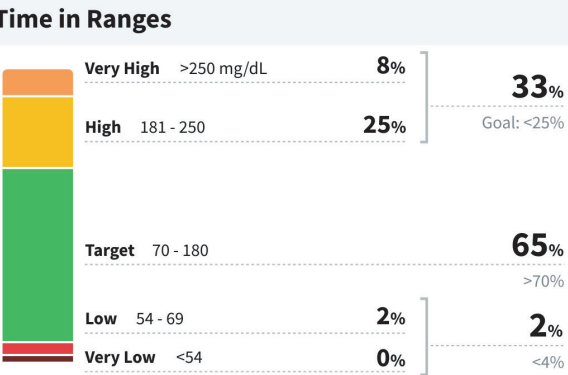 Time in Ranges
Very High >250 mg/dL 8%
33%
High 181 - 250 25%
Goal: <25%
Target 70 - 180 65%
>70%
Low 54 - 69 2%
2%
Very Low <54 0%
<4%